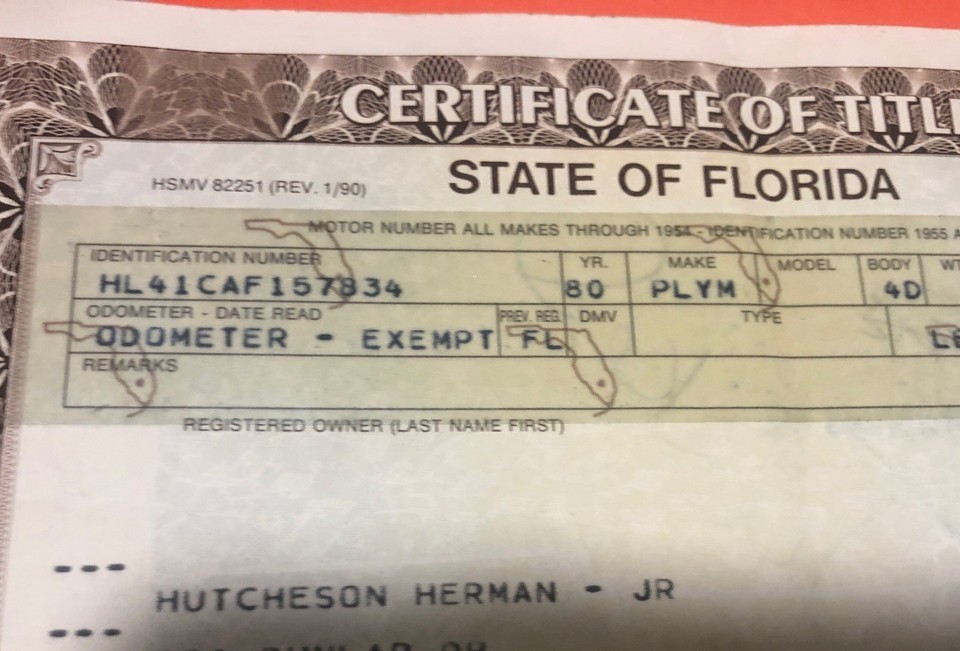 CERTIFICATE OF TITL
HSMV 82251 (REV. 1/90)
STATE OF FLORIDA
MOTOR NUMBER ALL MAKES THROUGH 1954 - IDENTIFICATION NUMBER 1955 A
IDENTIFICATION NUMBER YR. MAKE MODEL BODY WT
HL41CAF157834 80 PLYM 4D
ODOMETER - DATE READ PREV. REG. DMV TYPE
ODOMETER - EXEMPT FL
REMARKS
REGISTERED OWNER (LAST NAME FIRST)
---
HUTCHESON HERMAN - JR
---